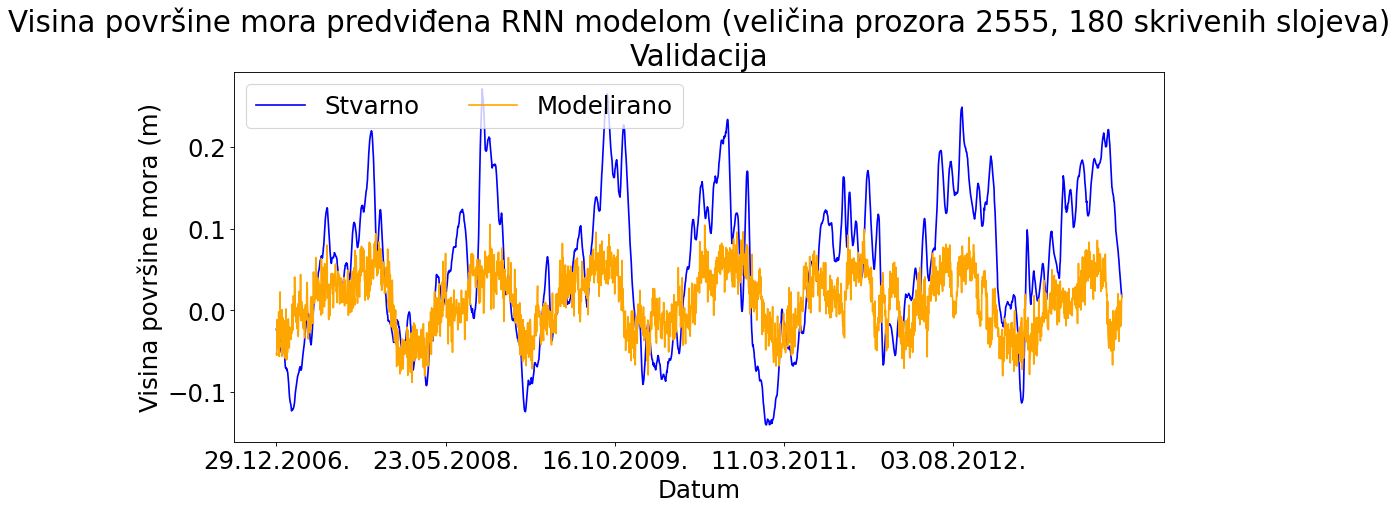 Visina površine mora predviđena RNN modelom (veličina prozora 2555, 180 skrivenih slojeva)
Validacija
Stvarno Modelirano
Visina površine mora (m)
0.2
0.1
0.0
−0.1
29.12.2006. 23.05.2008. 16.10.2009. 11.03.2011. 03.08.2012.
Datum